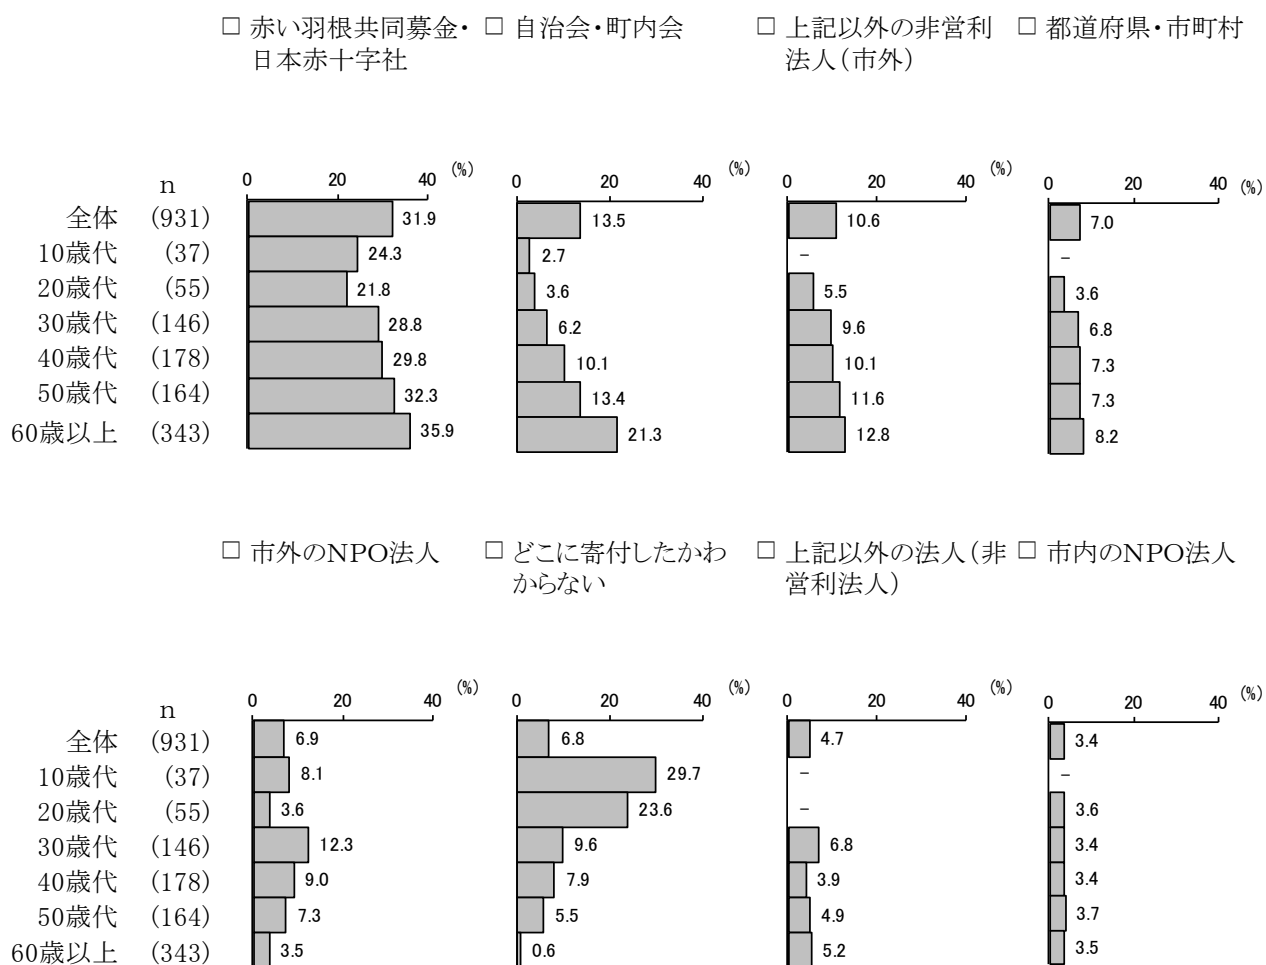 □ 赤い羽根共同募金・
日本赤十字社
□ 自治会・町内会
□ 上記以外の非営利
法人（市外）
□ 都道府県・市町村
n
0 20 40 (%)
0 20 40 (%)
0 20 40 (%)
0 20 40 (%)
全体 (931) 31.9 13.5 10.6 7.0
10歳代 (37) 24.3 2.7 － －
20歳代 (55) 21.8 3.6 5.5 3.6
30歳代 (146) 28.8 6.2 9.6 6.8
40歳代 (178) 29.8 10.1 10.1 7.3
50歳代 (164) 32.3 13.4 11.6 7.3
60歳以上 (343) 35.9 21.3 12.8 8.2
□ 市外のNPO法人
□ どこに寄付したかわ
からない
□ 上記以外の法人（非
営利法人）
□ 市内のNPO法人
n
0 20 40 (%)
0 20 40 (%)
0 20 40 (%)
0 20 40 (%)
全体 (931) 6.9 6.8 4.7 3.4
10歳代 (37) 8.1 29.7 － －
20歳代 (55) 3.6 23.6 － 3.6
30歳代 (146) 12.3 9.6 6.8 3.4
40歳代 (178) 9.0 7.9 3.9 3.4
50歳代 (164) 7.3 5.5 4.9 3.7
60歳以上 (343) 3.5 0.6 5.2 3.5